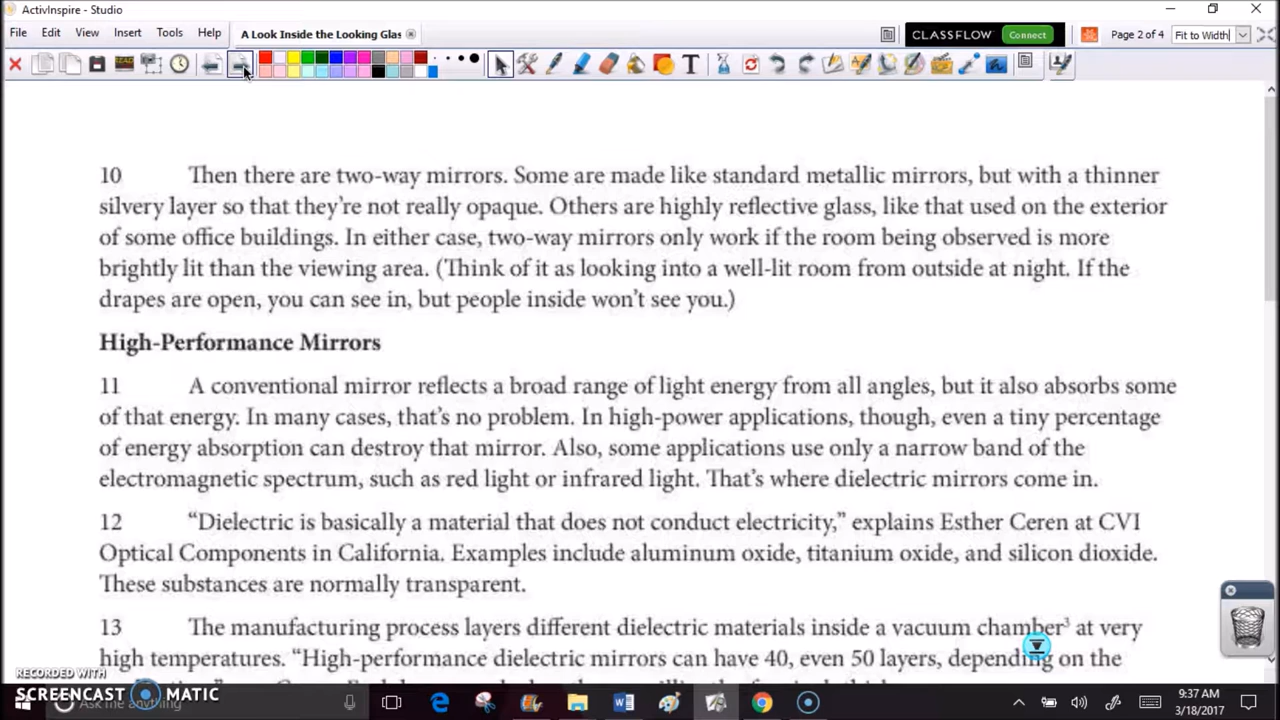 ActivInspire - Studio
File Edit View Insert Tools Help A Look Inside the Looking Glas CLASSFLOW Connect Page 2 of 4 Fit to Width
10 Then there are two-way mirrors. Some are made like standard metallic mirrors, but with a thinner
silvery layer so that they're not really opaque. Others are highly reflective glass, like that used on the exterior
of some office buildings. In either case, two-way mirrors only work if the room being observed is more
brightly lit than the viewing area. (Think of it as looking into a well-lit room from outside at night. If the
drapes are open, you can see in, but people inside won't see you.)
High-Performance Mirrors
11 A conventional mirror reflects a broad range of light energy from all angles, but it also absorbs some
of that energy. In many cases, that's no problem. In high-power applications, though, even a tiny percentage
of energy absorption can destroy that mirror. Also, some applications use only a narrow band of the
electromagnetic spectrum, such as red light or infrared light. That's where dielectric mirrors come in.
12 “Dielectric is basically a material that does not conduct electricity,” explains Esther Ceren at CVI
Optical Components in California. Examples include aluminum oxide, titanium oxide, and silicon dioxide.
These substances are normally transparent.
13 The manufacturing process layers different dielectric materials inside a vacuum chamber³ at very
high temperatures. “High-performance dielectric mirrors can have 40, even 50 layers, depending on the
RECORDED WITH
SCREENCAST MATIC
Ask me anything
9:37 AM
3/18/2017